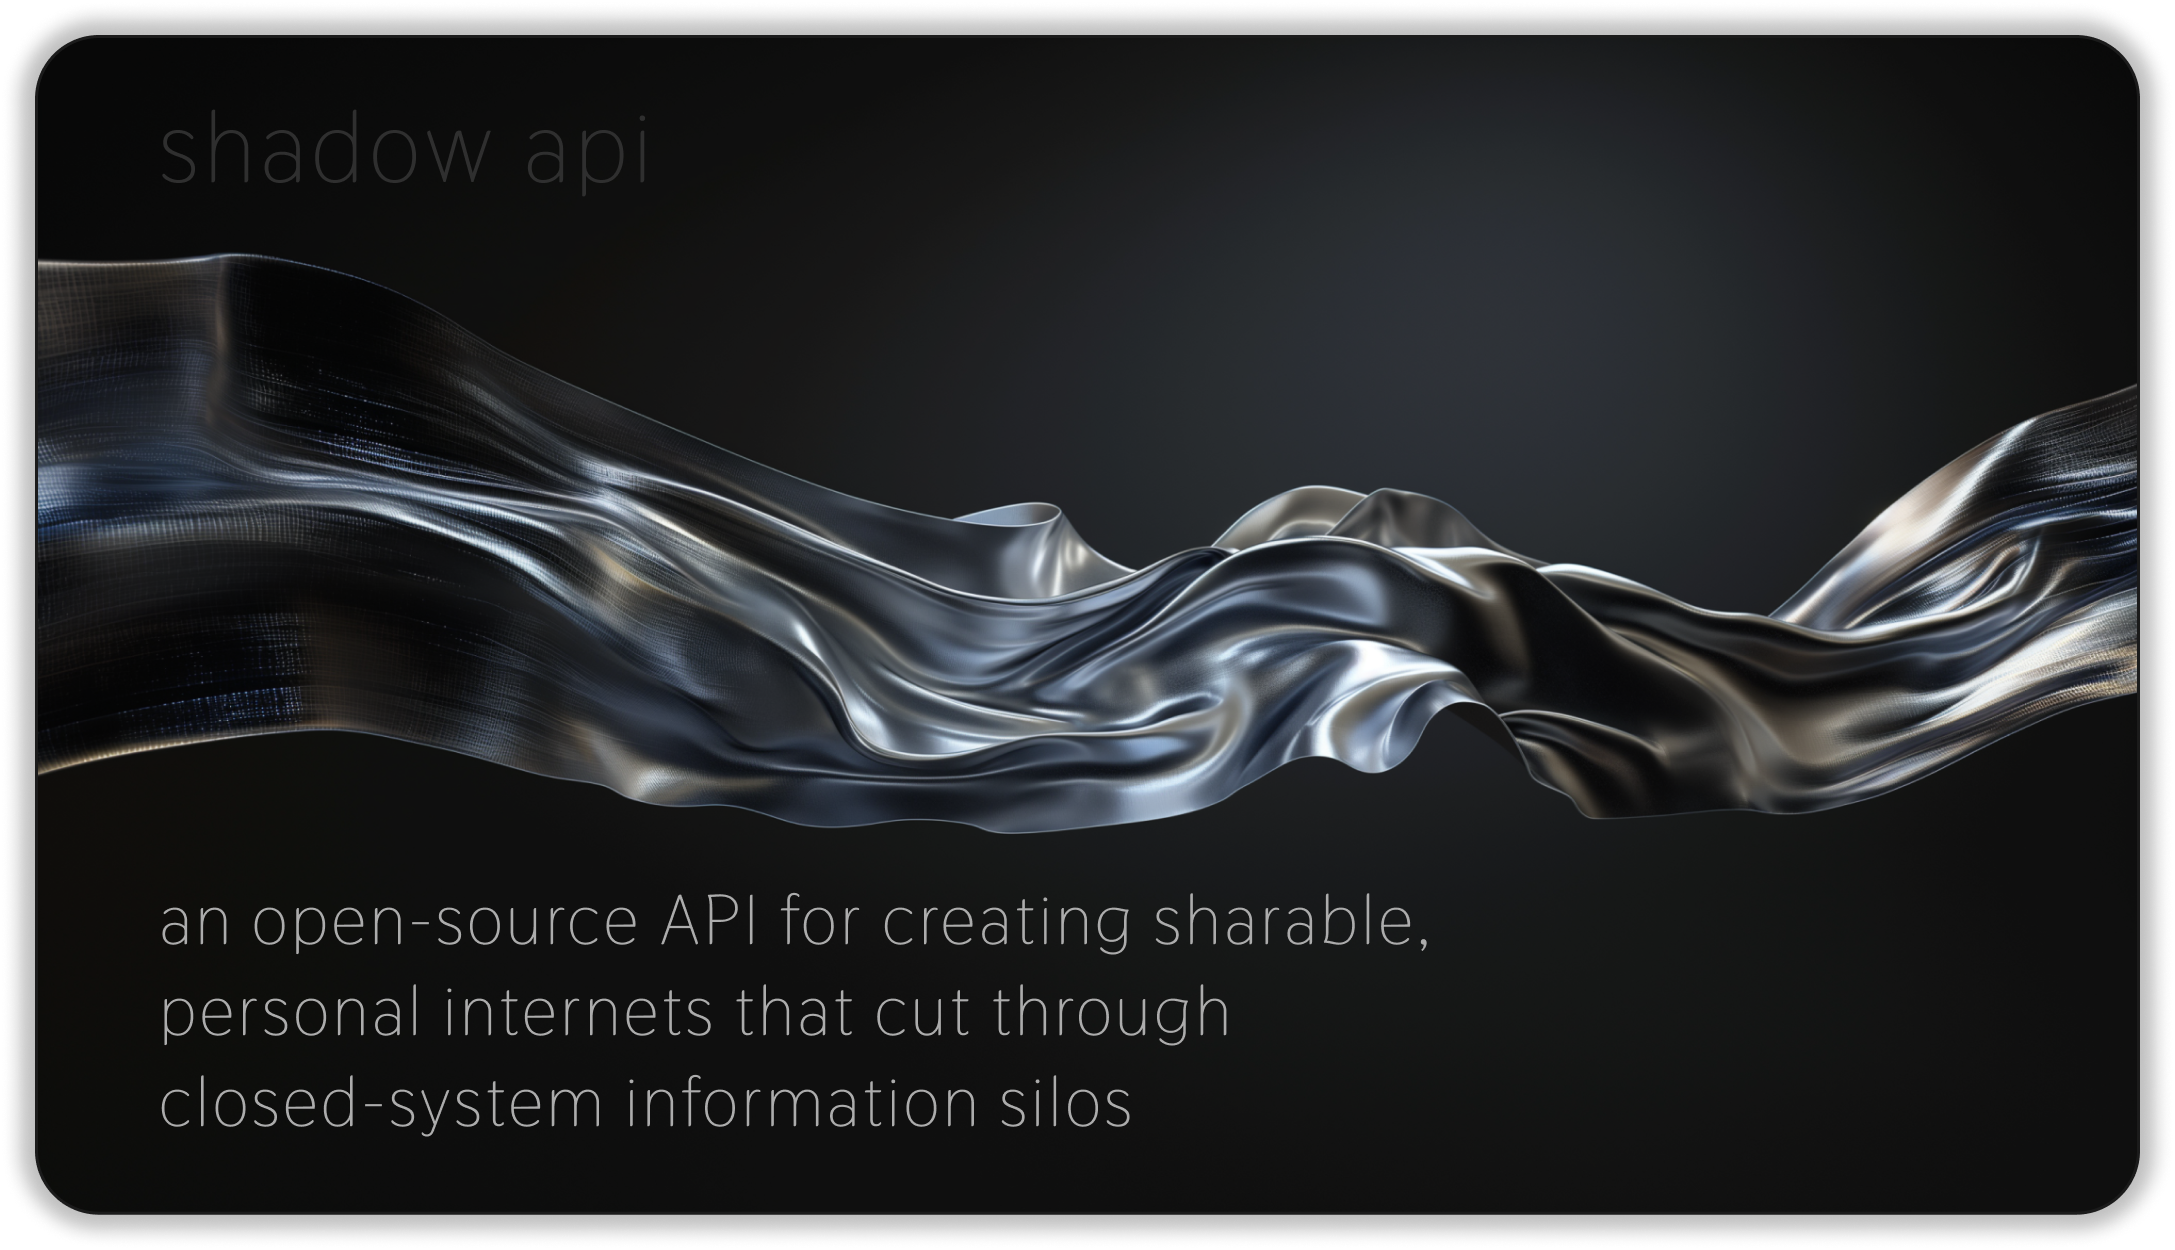 shadow api
an open-source API for creating sharable,
personal internets that cut through
closed-system information silos